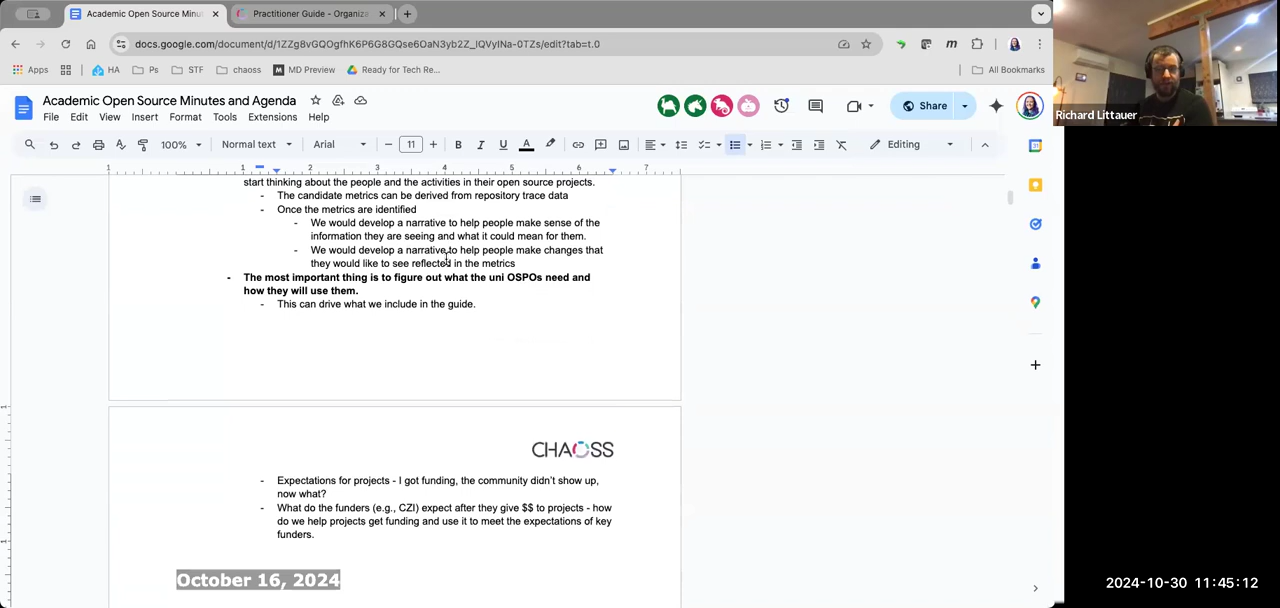 Academic Open Source Minut
Practitioner Guide - Organiza
docs.google.com/document/d/1ZZg8vGQOgfhK6P6G8GQse6OaN3yb2Z_IQVyINa-0TZs/edit?tab=t.0
Apps
HA
Ps
STF
chaoss
MD Preview
Ready for Tech Re...
All Bookmarks
Academic Open Source Minutes and Agenda
File Edit View Insert Format Tools Extensions Help
Share
100% Normal text Arial 11 B I U A Editing
1 1 2 3 4 5 6 7
start thinking about the people and the activities in their open source projects.
- The candidate metrics can be derived from repository trace data
- Once the metrics are identified
- We would develop a narrative to help people make sense of the
information they are seeing and what it could mean for them.
- We would develop a narrative to help people make changes that
they would like to see reflected in the metrics
- The most important thing is to figure out what the uni OSPOs need and
how they will use them.
- This can drive what we include in the guide.
CHAOSS
- Expectations for projects - I got funding, the community didn't show up,
now what?
- What do the funders (e.g., CZI) expect after they give $$ to projects - how
do we help projects get funding and use it to meet the expectations of key
funders.
October 16, 2024
Richard Littauer
2024-10-30 11:45:12